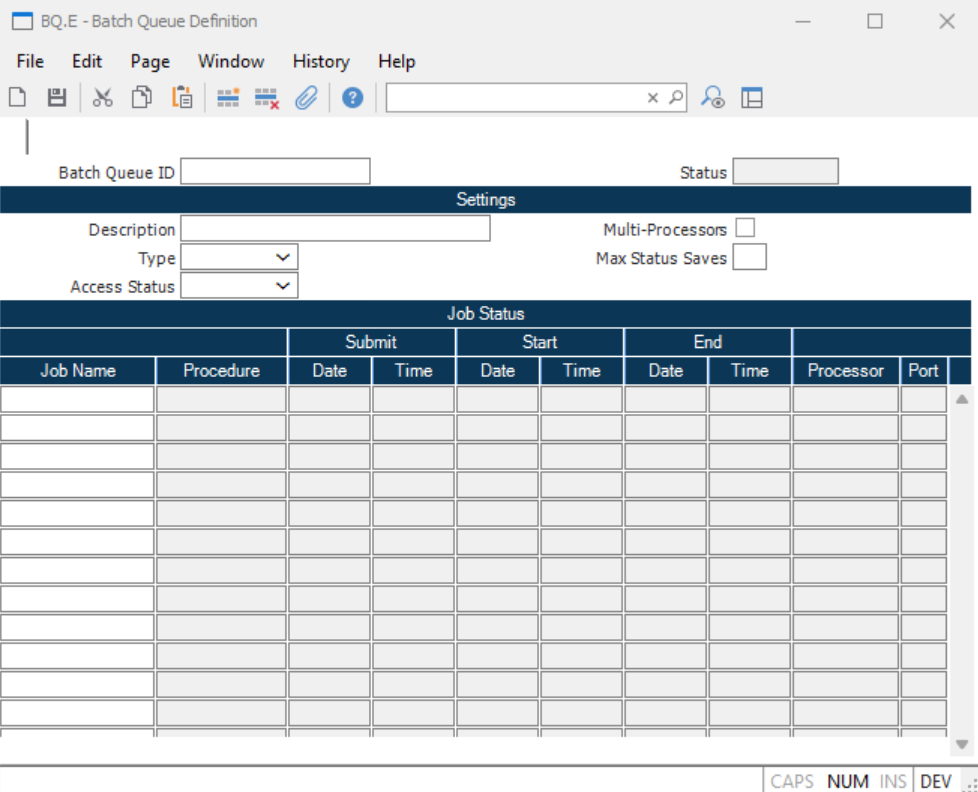 BQ.E - Batch Queue Definition
File Edit Page Window History Help
Batch Queue ID Status
Settings
Description Multi-Processors
Type Max Status Saves
Access Status
Job Status
Submit Start End
Job Name Procedure Date Time Date Time Date Time Processor Port
CAPS NUM INS DEV